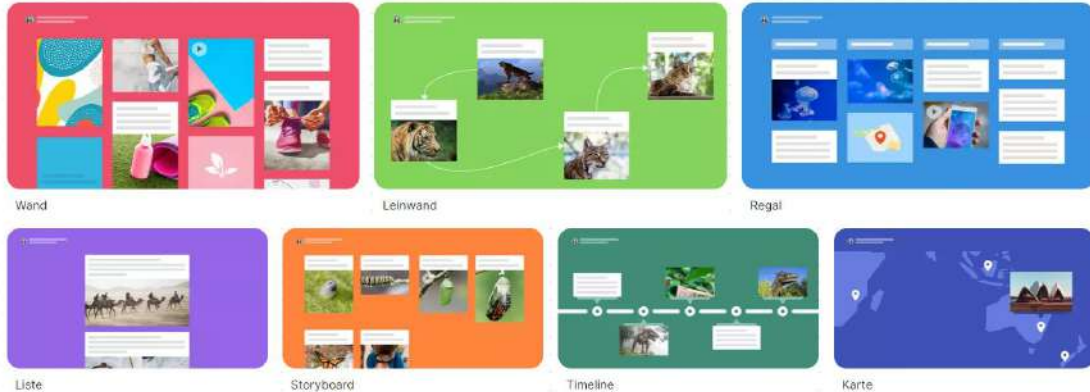 Wand
Leinwand
Regal
Liste
Storyboard
Timeline
Karte